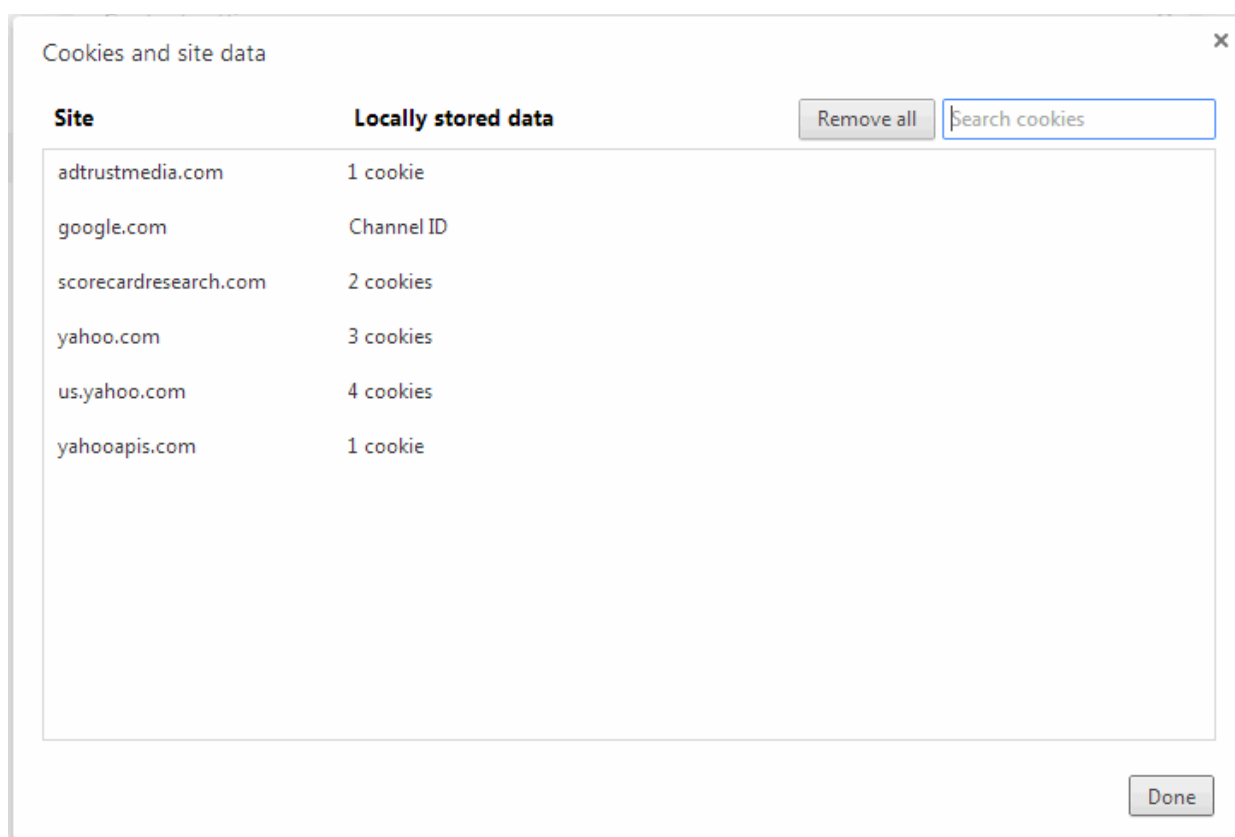 Cookies and site data
×
Site Locally stored data Remove all Search cookies
adtrustmedia.com 1 cookie
google.com Channel ID
scorecardresearch.com 2 cookies
yahoo.com 3 cookies
us.yahoo.com 4 cookies
yahooapis.com 1 cookie
Done